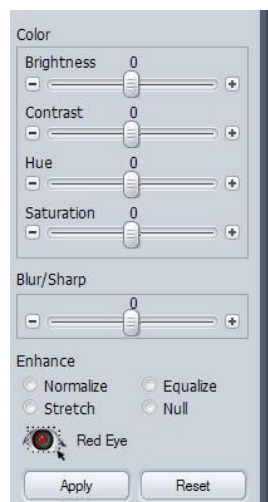 Color
Brightness 0
Contrast 0
Hue 0
Saturation 0
Blur/Sharp
0
Enhance
Normalize Equalize
Stretch Null
Red Eye
Apply Reset